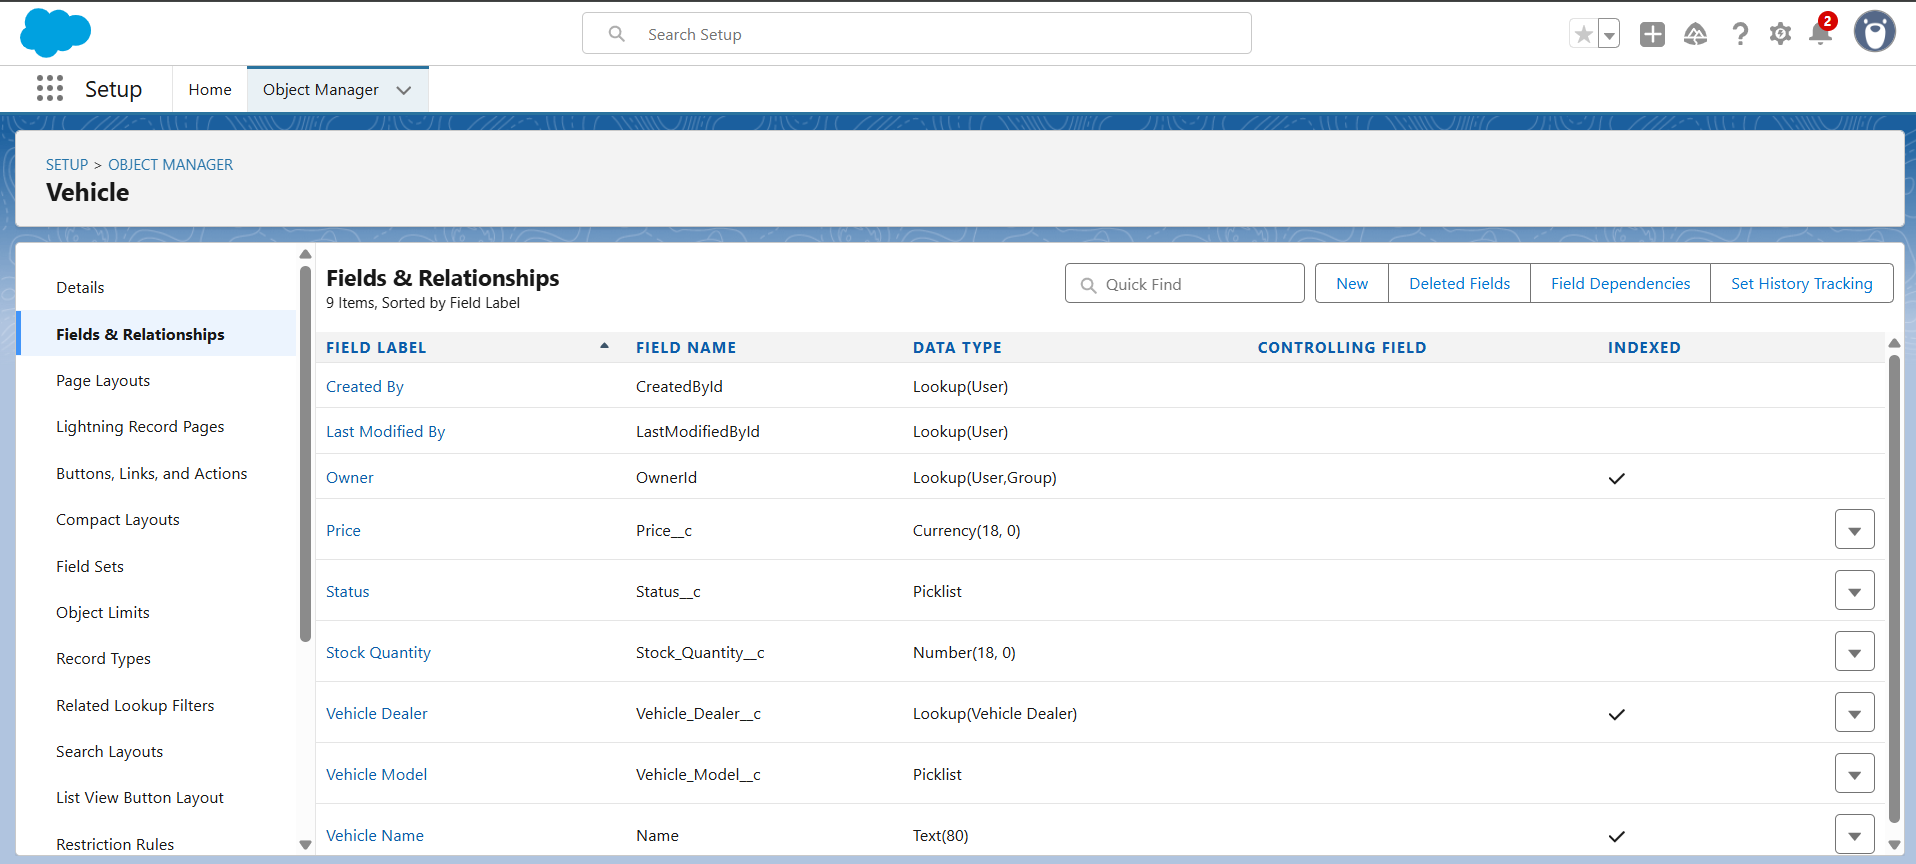 Search Setup
2
Setup
Home
Object Manager
SETUP > OBJECT MANAGER
Vehicle
Details
Fields & Relationships
Page Layouts
Lightning Record Pages
Buttons, Links, and Actions
Compact Layouts
Field Sets
Object Limits
Record Types
Related Lookup Filters
Search Layouts
List View Button Layout
Restriction Rules
Fields & Relationships
9 Items, Sorted by Field Label
Quick Find
New
Deleted Fields
Field Dependencies
Set History Tracking
FIELD LABEL FIELD NAME DATA TYPE CONTROLLING FIELD INDEXED
Created By CreatedById Lookup(User)
Last Modified By LastModifiedById Lookup(User)
Owner OwnerId Lookup(User,Group)
Price Price__c Currency(18, 0)
Status Status__c Picklist
Stock Quantity Stock_Quantity__c Number(18, 0)
Vehicle Dealer Vehicle_Dealer__c Lookup(Vehicle Dealer)
Vehicle Model Vehicle_Model__c Picklist
Vehicle Name Name Text(80)